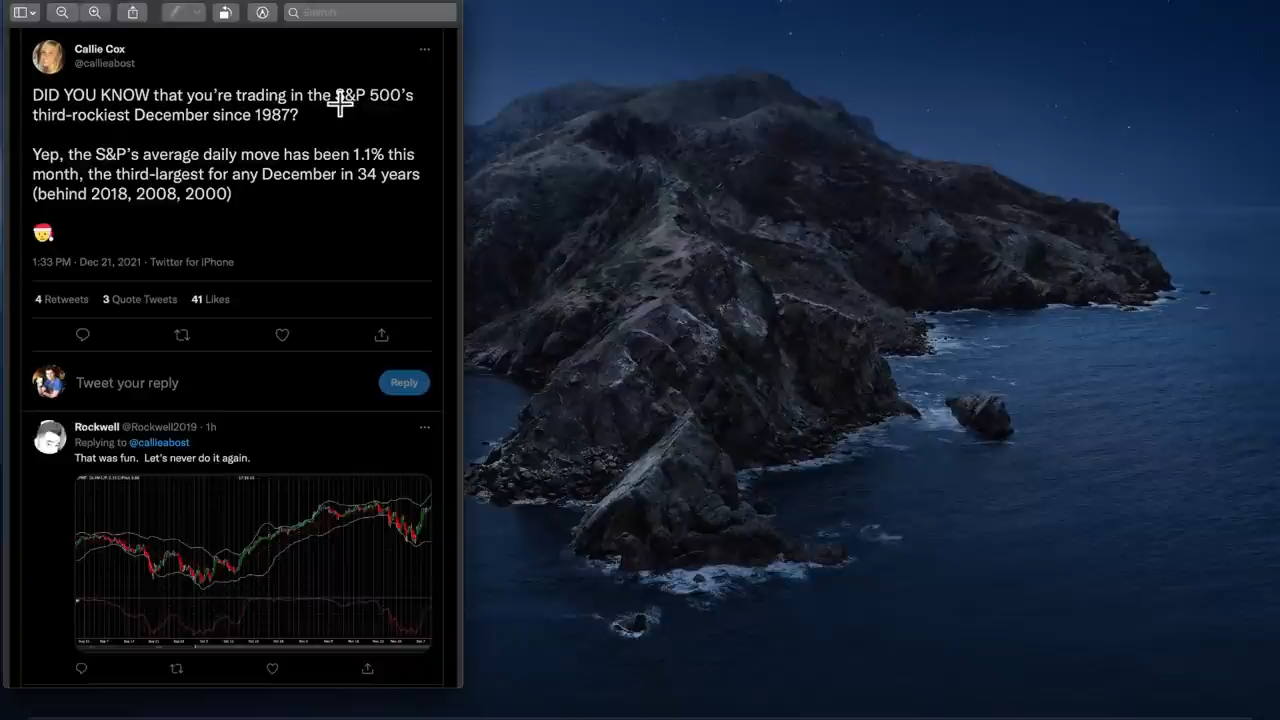 Search
Callie Cox
@callieabost
DID YOU KNOW that you're trading in the S&P 500's
third-rockiest December since 1987?
Yep, the S&P's average daily move has been 1.1% this
month, the third-largest for any December in 34 years
(behind 2018, 2008, 2000)
1:33 PM · Dec 21, 2021 · Twitter for iPhone
4 Retweets 3 Quote Tweets 41 Likes
Tweet your reply
Reply
Rockwell @Rockwell2019 · 1h
Replying to @callieabost
That was fun. Let's never do it again.